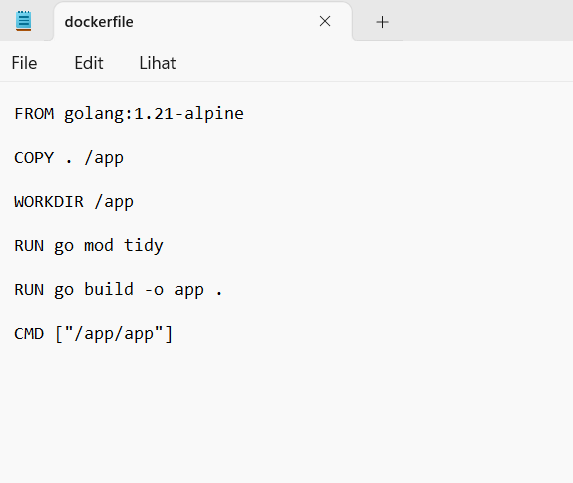 dockerfile
File Edit Lihat
FROM golang:1.21-alpine
COPY . /app
WORKDIR /app
RUN go mod tidy
RUN go build -o app .
CMD ["/app/app"]